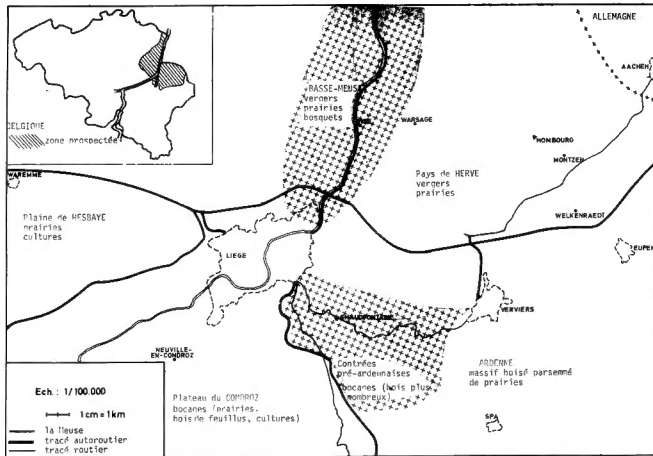 ALLEMAGNE
AACHEN
BASSE-MEUSE
vergers
prairies
bosquets
WARSAGE
HOMBOURG
MONTZEN
BELGIQUE
zone prospectée
WAREMME
Pays de HERVE
vergers
prairies
WELKENRAEDT
Plaine de HESBAYE
prairies
cultures
EUPEN
LIEGE
CHAUDFONTAINE
VERVIERS
NEUVILLE-
EN-CONDROZ
Contrées
pré-ardennaises
bocages (bois plus
nombreux)
ARDENNE
massif boisé parsemé
de prairies
Ech.: 1/100.000
1cm=1km
Plateau du CONDROZ
bocages (prairies,
bois de feuillus, cultures)
SPA
la Meuse
tracé autoroutier
tracé routier